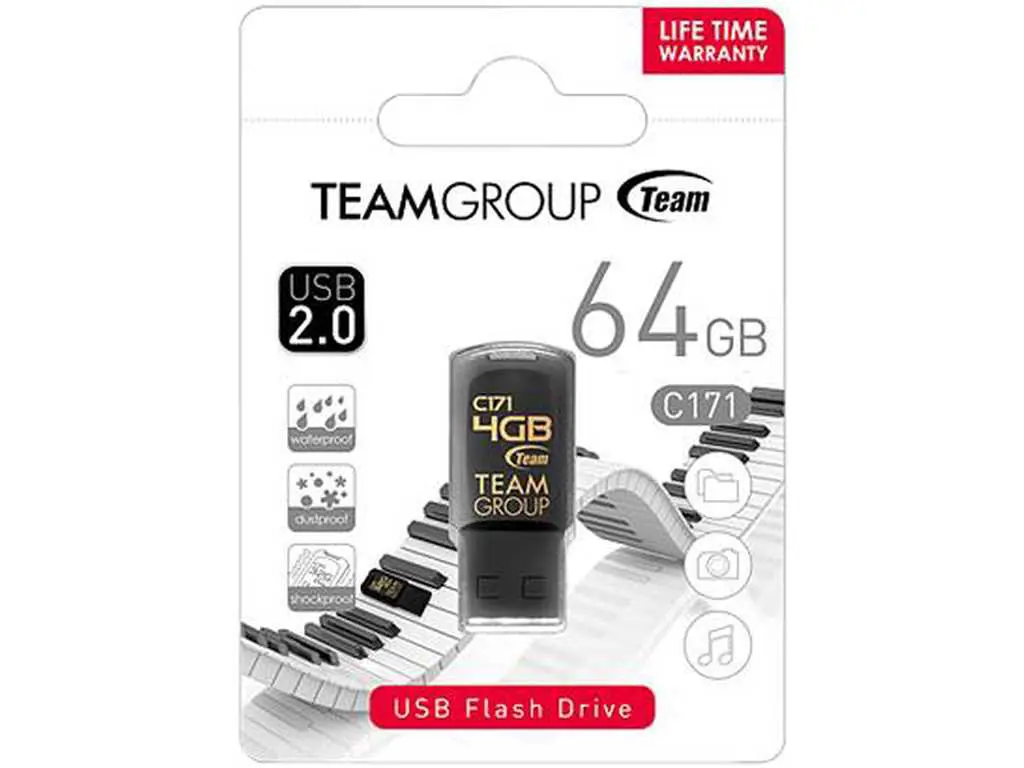 LIFE TIME
WARRANTY
TEAMGROUP Team
USB
2.0
64GB
C171
waterproof
dustproof
shockproof
C171
4GB
Team
TEAM
GROUP
USB Flash Drive